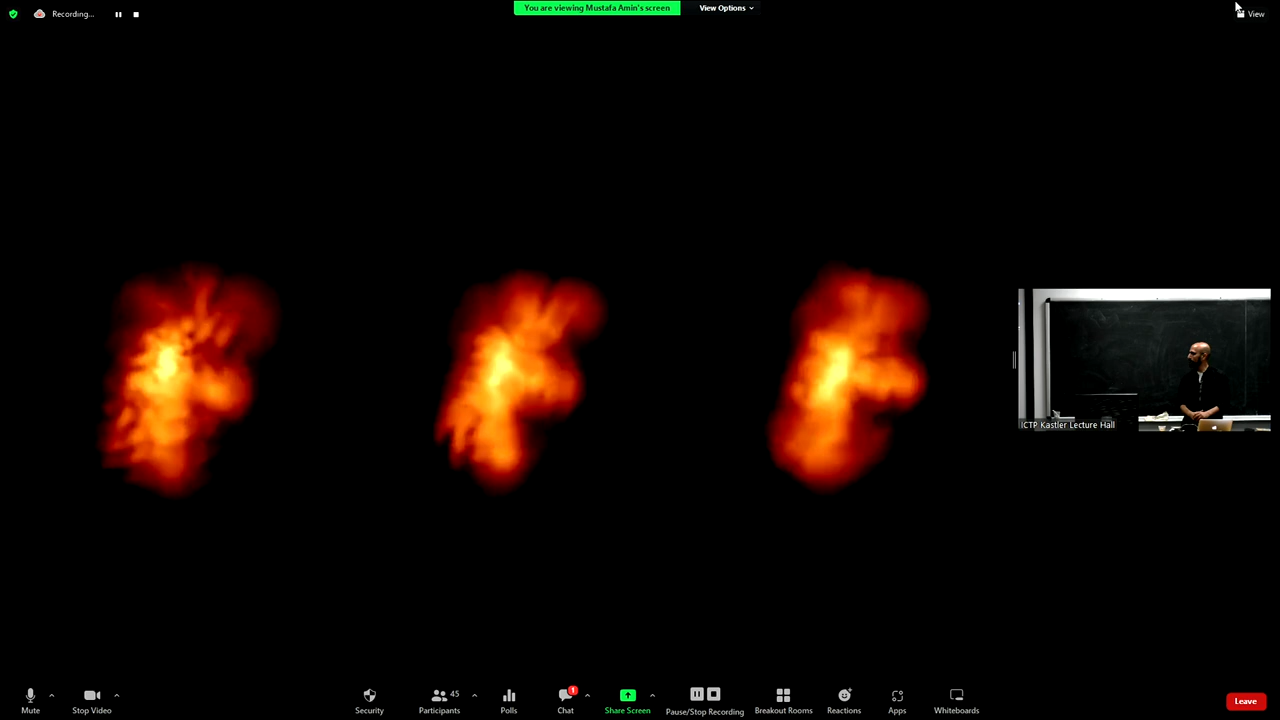 Recording...
You are viewing Mustafa Amin's screen
View Options
View
ICTP Kastler Lecture Hall
Mute
Stop Video
Security
Participants
45
Polls
Chat
1
Share Screen
Pause/Stop Recording
Breakout Rooms
Reactions
Apps
Whiteboards
Leave